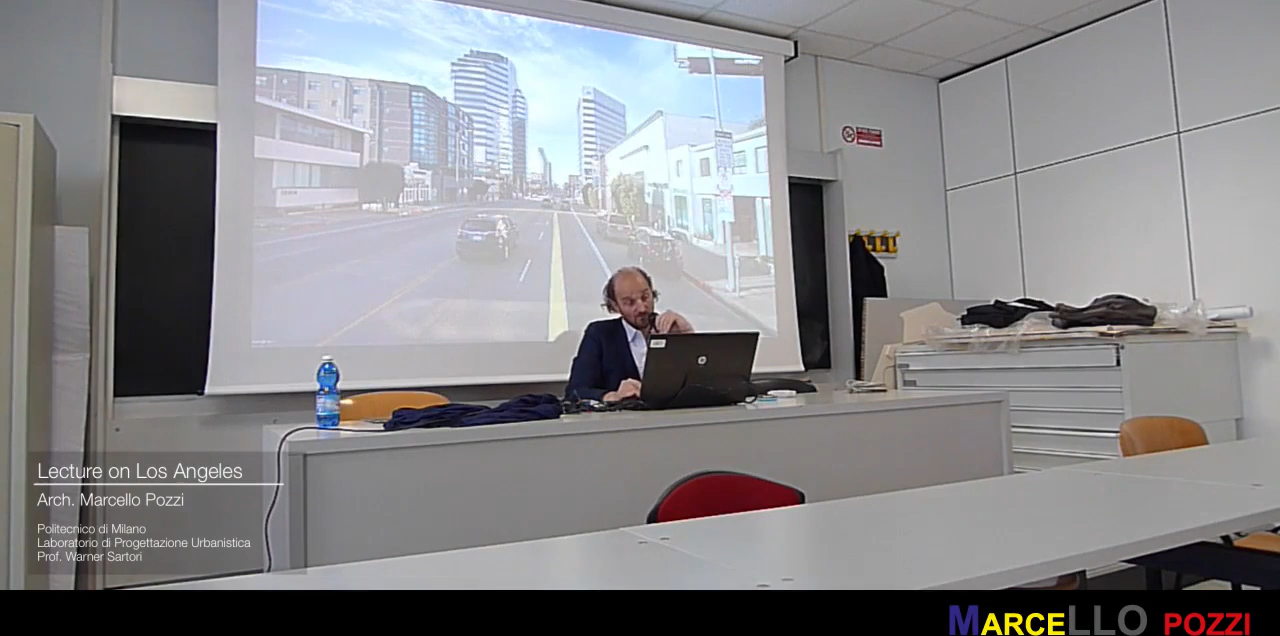 Lecture on Los Angeles
Arch. Marcello Pozzi
Politecnico di Milano
Laboratorio di Progettazione Urbanistica
Prof. Warner Sartori
MARCELLO POZZI